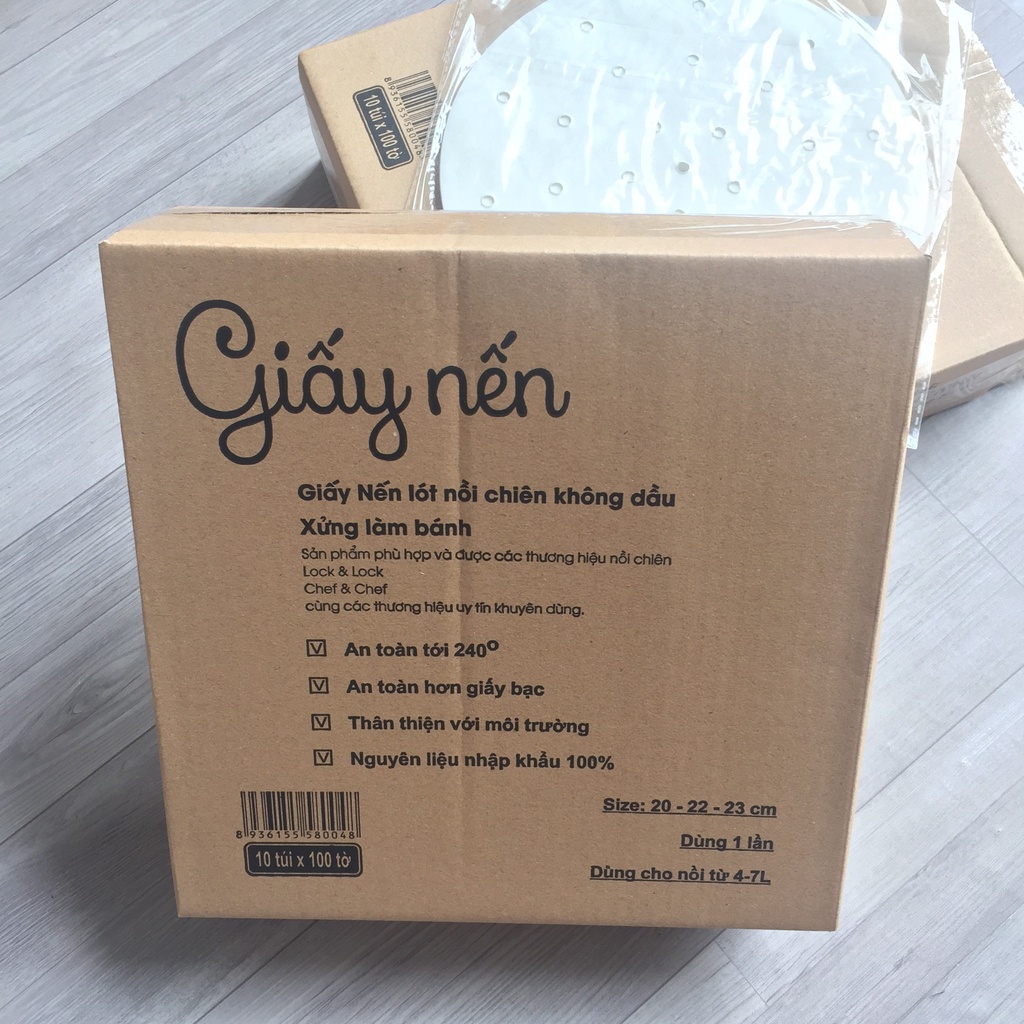 8936155580048
10 túi x 100 tờ
Giấy nến
Giấy Nến lót nồi chiên không dầu
Xửng làm bánh
Sản phẩm phù hợp và được các thương hiệu nồi chiên
Lock & Lock
Chef & Chef
cùng các thương hiệu uy tín khuyên dùng.
An toàn tới 240º
An toàn hơn giấy bạc
Thân thiện với môi trường
Nguyên liệu nhập khẩu 100%
8 936155 580048
10 túi x 100 tờ
Size: 20 - 22 - 23 cm
Dùng 1 lần
Dùng cho nồi từ 4-7L